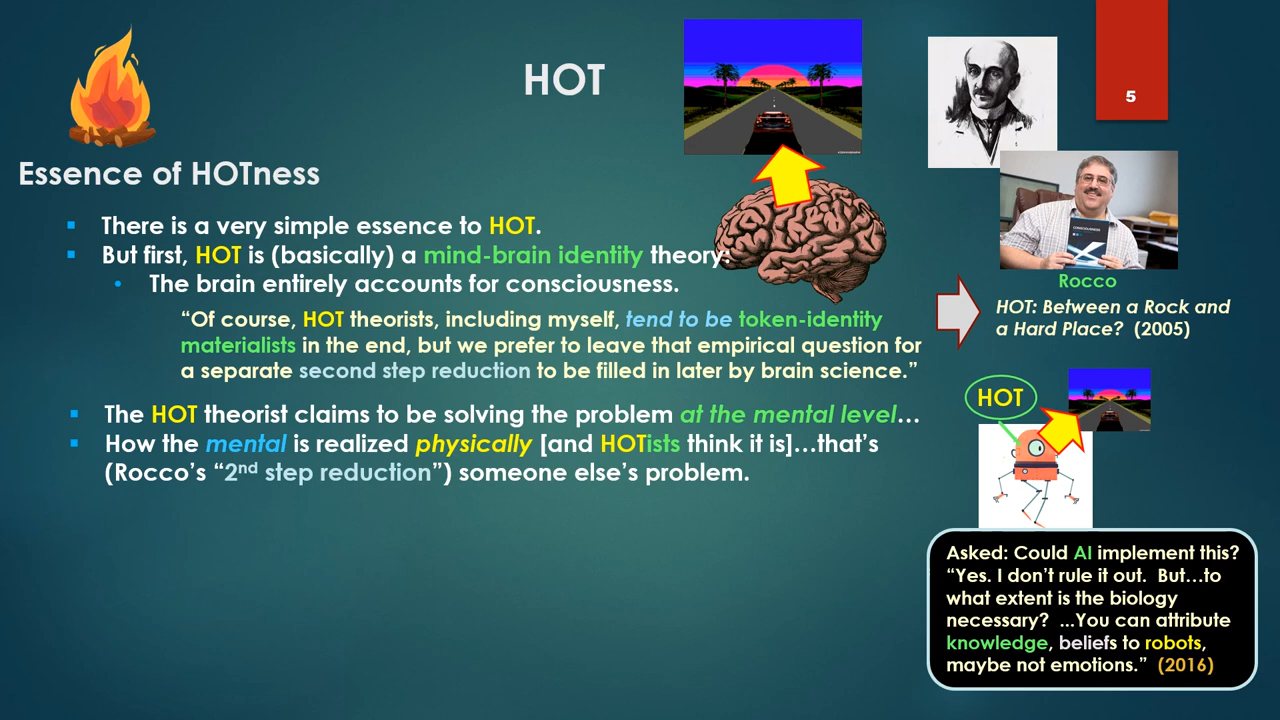 HOT
5
Essence of HOTness
There is a very simple essence to HOT.
But first, HOT is (basically) a mind-brain identity theory:
The brain entirely accounts for consciousness.
“Of course, HOT theorists, including myself, tend to be token-identity
materialists in the end, but we prefer to leave that empirical question for
a separate second step reduction to be filled in later by brain science.”
The HOT theorist claims to be solving the problem at the mental level…
How the mental is realized physically [and HOTists think it is]…that’s
(Rocco’s “2nd step reduction”) someone else’s problem.
Rocco
HOT: Between a Rock and
a Hard Place? (2005)
HOT
Asked: Could AI implement this?
“Yes. I don’t rule it out. But…to
what extent is the biology
necessary? ...You can attribute
knowledge, beliefs to robots,
maybe not emotions.” (2016)